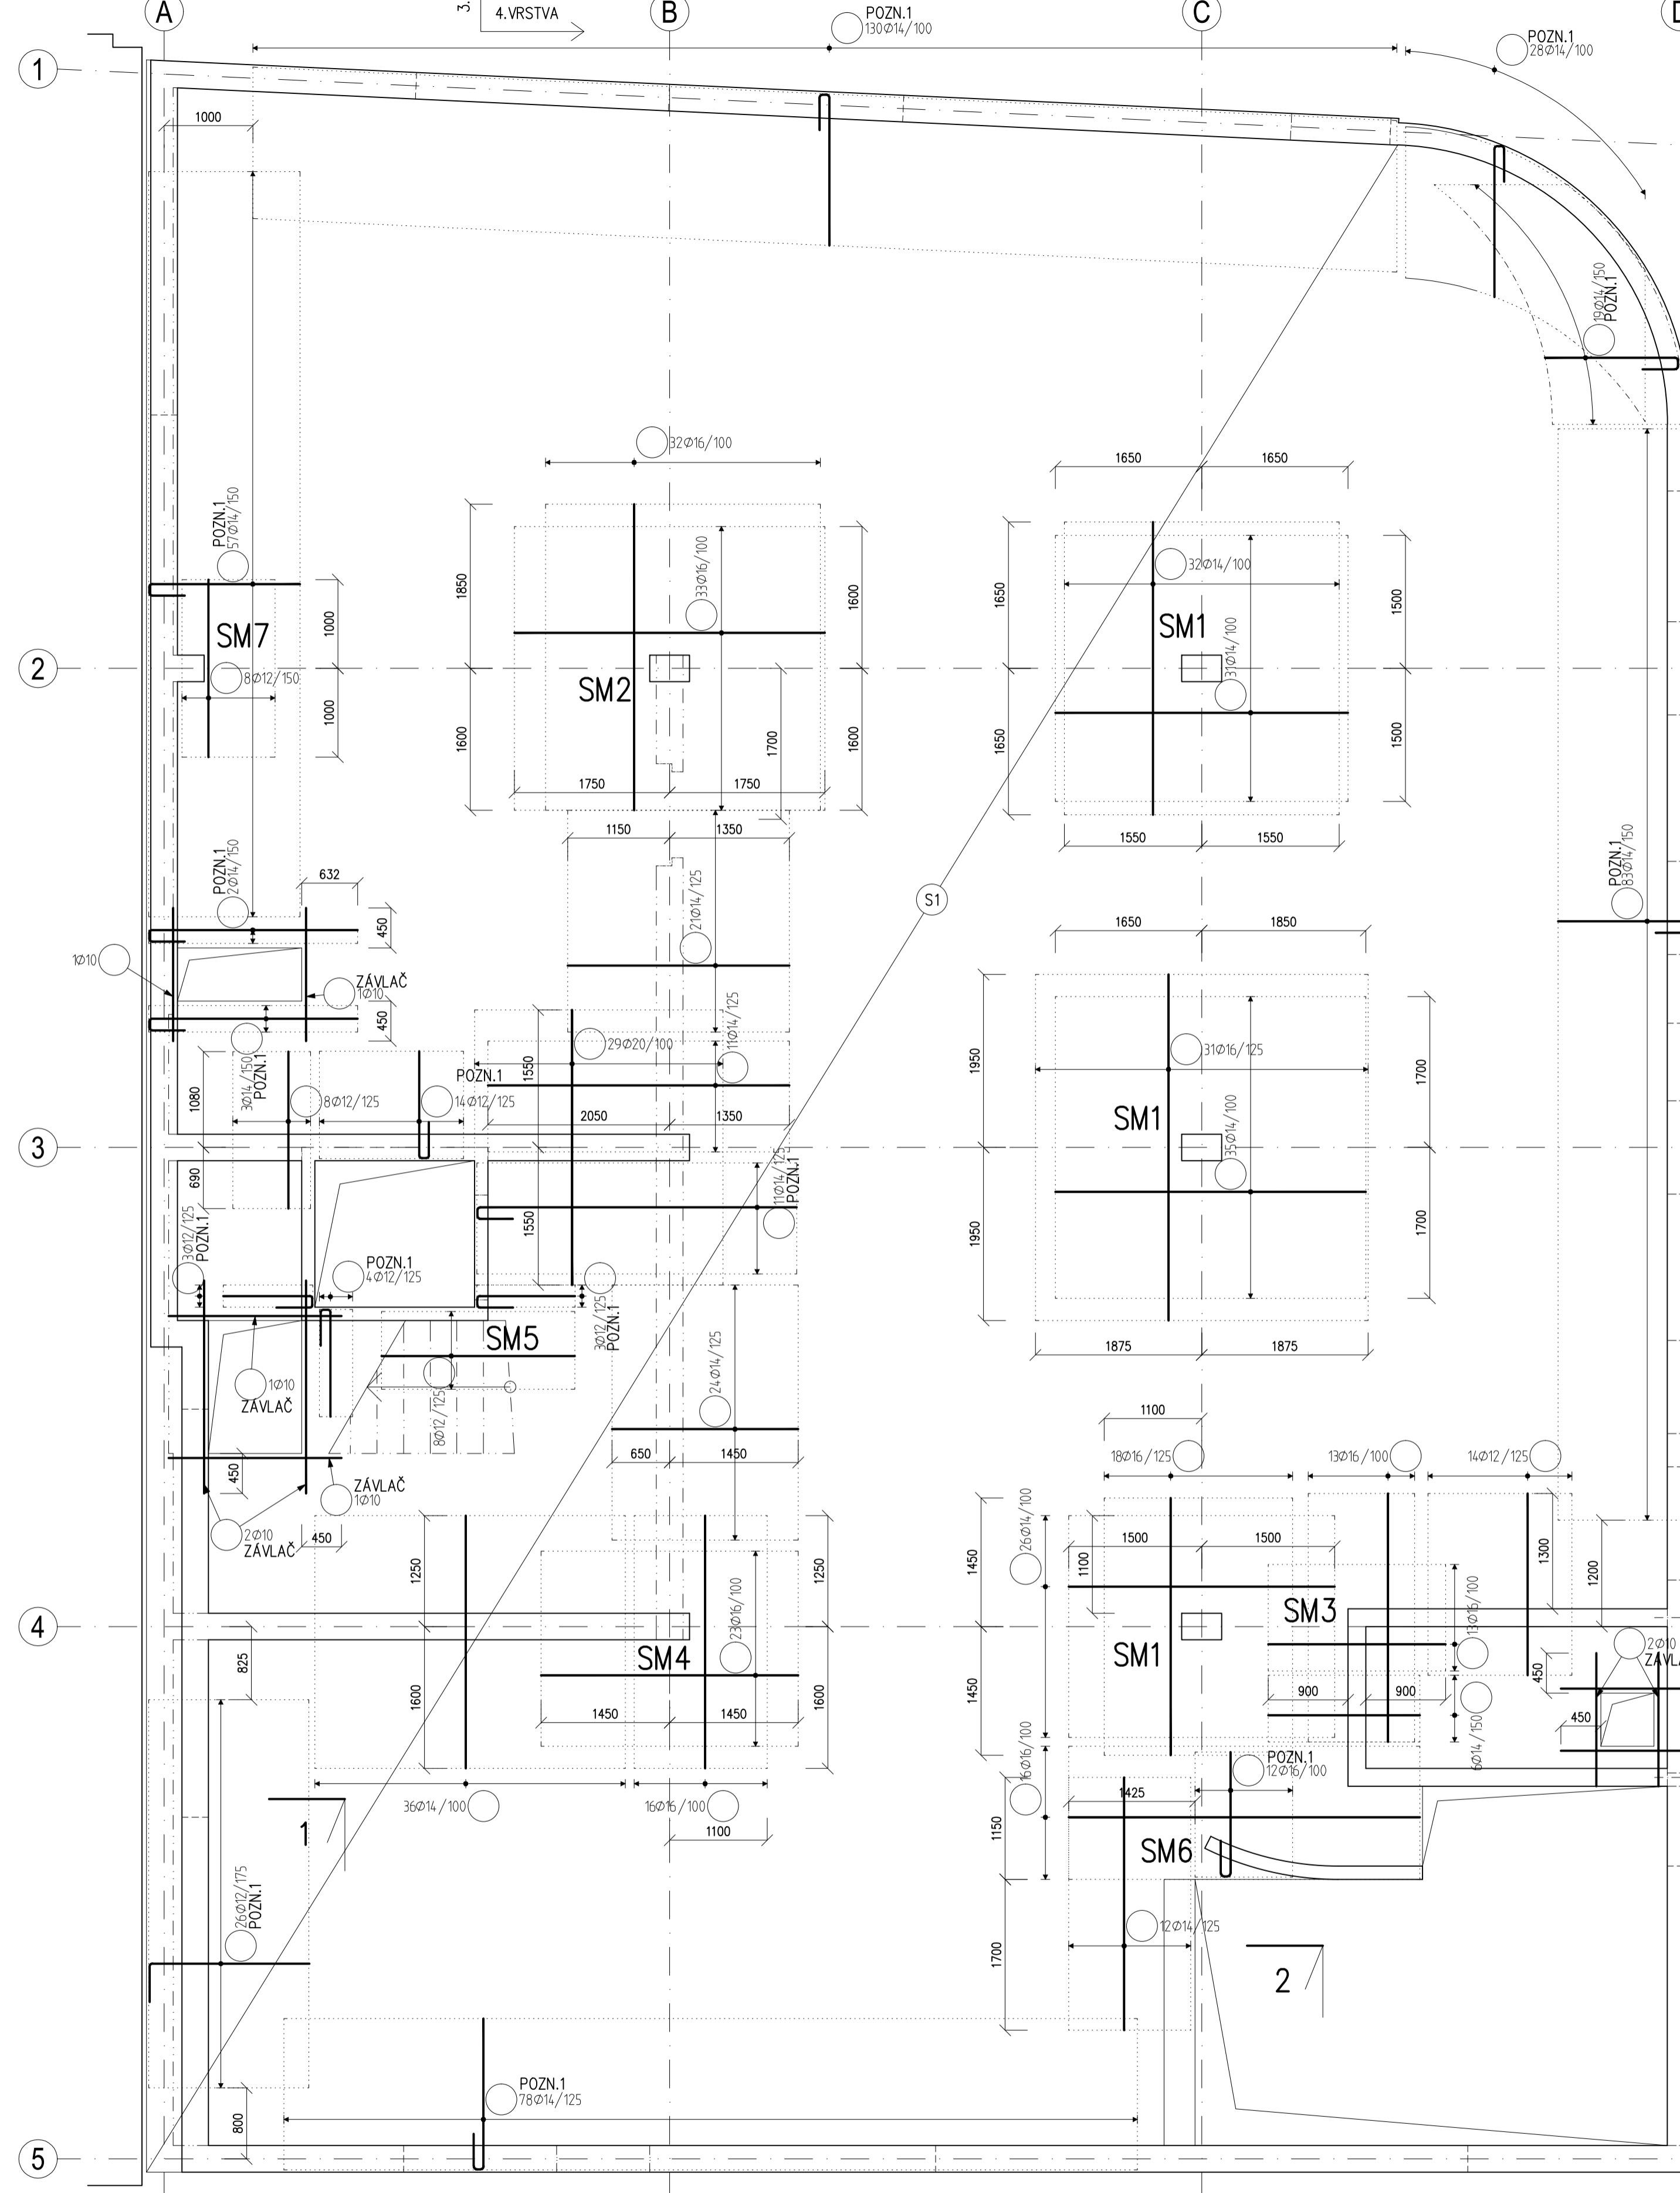 A
3.
4.VRSTVA
B
POZN.1
130Ø14/100
C
POZN.1
28Ø14/100
1
1000
19Ø14/150
POZN.1
32Ø16/100
1650
1650
POZN.1
57Ø14/150
1850
33Ø16/100
1600
1650
32Ø14/100
1500
SM7
1000
SM1
31Ø14/100
2
8Ø12/150
SM2
1000
1600
1700
1600
1650
1500
1750
1750
1150
1350
1550
1550
POZN.1
2Ø14/150
632
450
21Ø14/125
S1
POZN.1
83Ø14/150
1650
1850
1Ø10
ZÁVLAČ
1Ø10
450
11Ø14/125
29Ø20/100
1550
31Ø16/125
1950
1700
3Ø14/150
POZN.1
1080
8Ø12/125
POZN.1
14Ø12/125
2050
1350
SM1
35Ø14/100
3
690
1550
11Ø14/125
POZN.1
1950
1700
3Ø12/125
POZN.1
POZN.1
4Ø12/125
3Ø12/125
POZN.1
SM5
1875
1875
1Ø10
ZÁVLAČ
8Ø12/125
24Ø14/125
650
1450
1100
450
ZÁVLAČ
1Ø10
18Ø16/125
13Ø16/100
14Ø12/125
2Ø10
ZÁVLAČ
450
26Ø14/100
1500
1500
1250
1250
1450
1100
1300
1200
23Ø16/100
SM3
13Ø16/100
4
825
SM4
SM1
2Ø10
450
1600
1450
1450
1600
1450
900
900
450
6Ø14/150
16Ø16/100
POZN.1
12Ø16/100
36Ø14/100
16Ø16/100
1425
1100
1150
1
SM6
26Ø12/175
POZN.1
12Ø14/125
1700
2
POZN.1
78Ø14/125
800
5